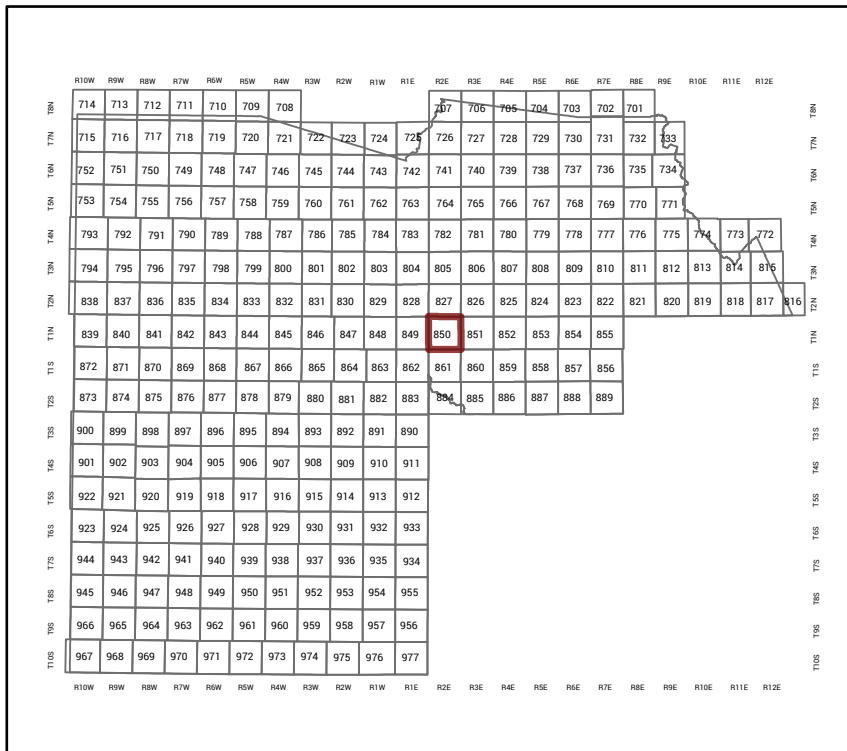 R10W R9W R8W R7W R6W R5W R4W R3W R2W R1W R1E R2E R3E R4E R5E R6E R7E R8E R9E R10E R11E R12E
T8N 714 713 712 711 710 709 708 707 706 705 704 703 702 701 T8N
T7N 715 716 717 718 719 720 721 722 723 724 725 726 727 728 729 730 731 732 733 T7N
T6N 752 751 750 749 748 747 746 745 744 743 742 741 740 739 738 737 736 735 734 T6N
T5N 753 754 755 756 757 758 759 760 761 762 763 764 765 766 767 768 769 770 771 T5N
T4N 793 792 791 790 789 788 787 786 785 784 783 782 781 780 779 778 777 776 775 774 773 772 T4N
T3N 794 795 796 797 798 799 800 801 802 803 804 805 806 807 808 809 810 811 812 813 814 815 T3N
T2N 838 837 836 835 834 833 832 831 830 829 828 827 826 825 824 823 822 821 820 819 818 817 816 T2N
T1N 839 840 841 842 843 844 845 846 847 848 849 850 851 852 853 854 855 T1N
T1S 872 871 870 869 868 867 866 865 864 863 862 861 860 859 858 857 856 T1S
T2S 873 874 875 876 877 878 879 880 881 882 883 884 885 886 887 888 889 T2S
T3S 900 899 898 897 896 895 894 893 892 891 890 T3S
T4S 901 902 903 904 905 906 907 908 909 910 911 T4S
T5S 922 921 920 919 918 917 916 915 914 913 912 T5S
T6S 923 924 925 926 927 928 929 930 931 932 933 T6S
T7S 944 943 942 941 940 939 938 937 936 935 934 T7S
T8S 945 946 947 948 949 950 951 952 953 954 955 T8S
T9S 966 965 964 963 962 961 960 959 958 957 956 T9S
T10S 967 968 969 970 971 972 973 974 975 976 977 T10S
R10W R9W R8W R7W R6W R5W R4W R3W R2W R1W R1E R2E R3E R4E R5E R6E R7E R8E R9E R10E R11E R12E